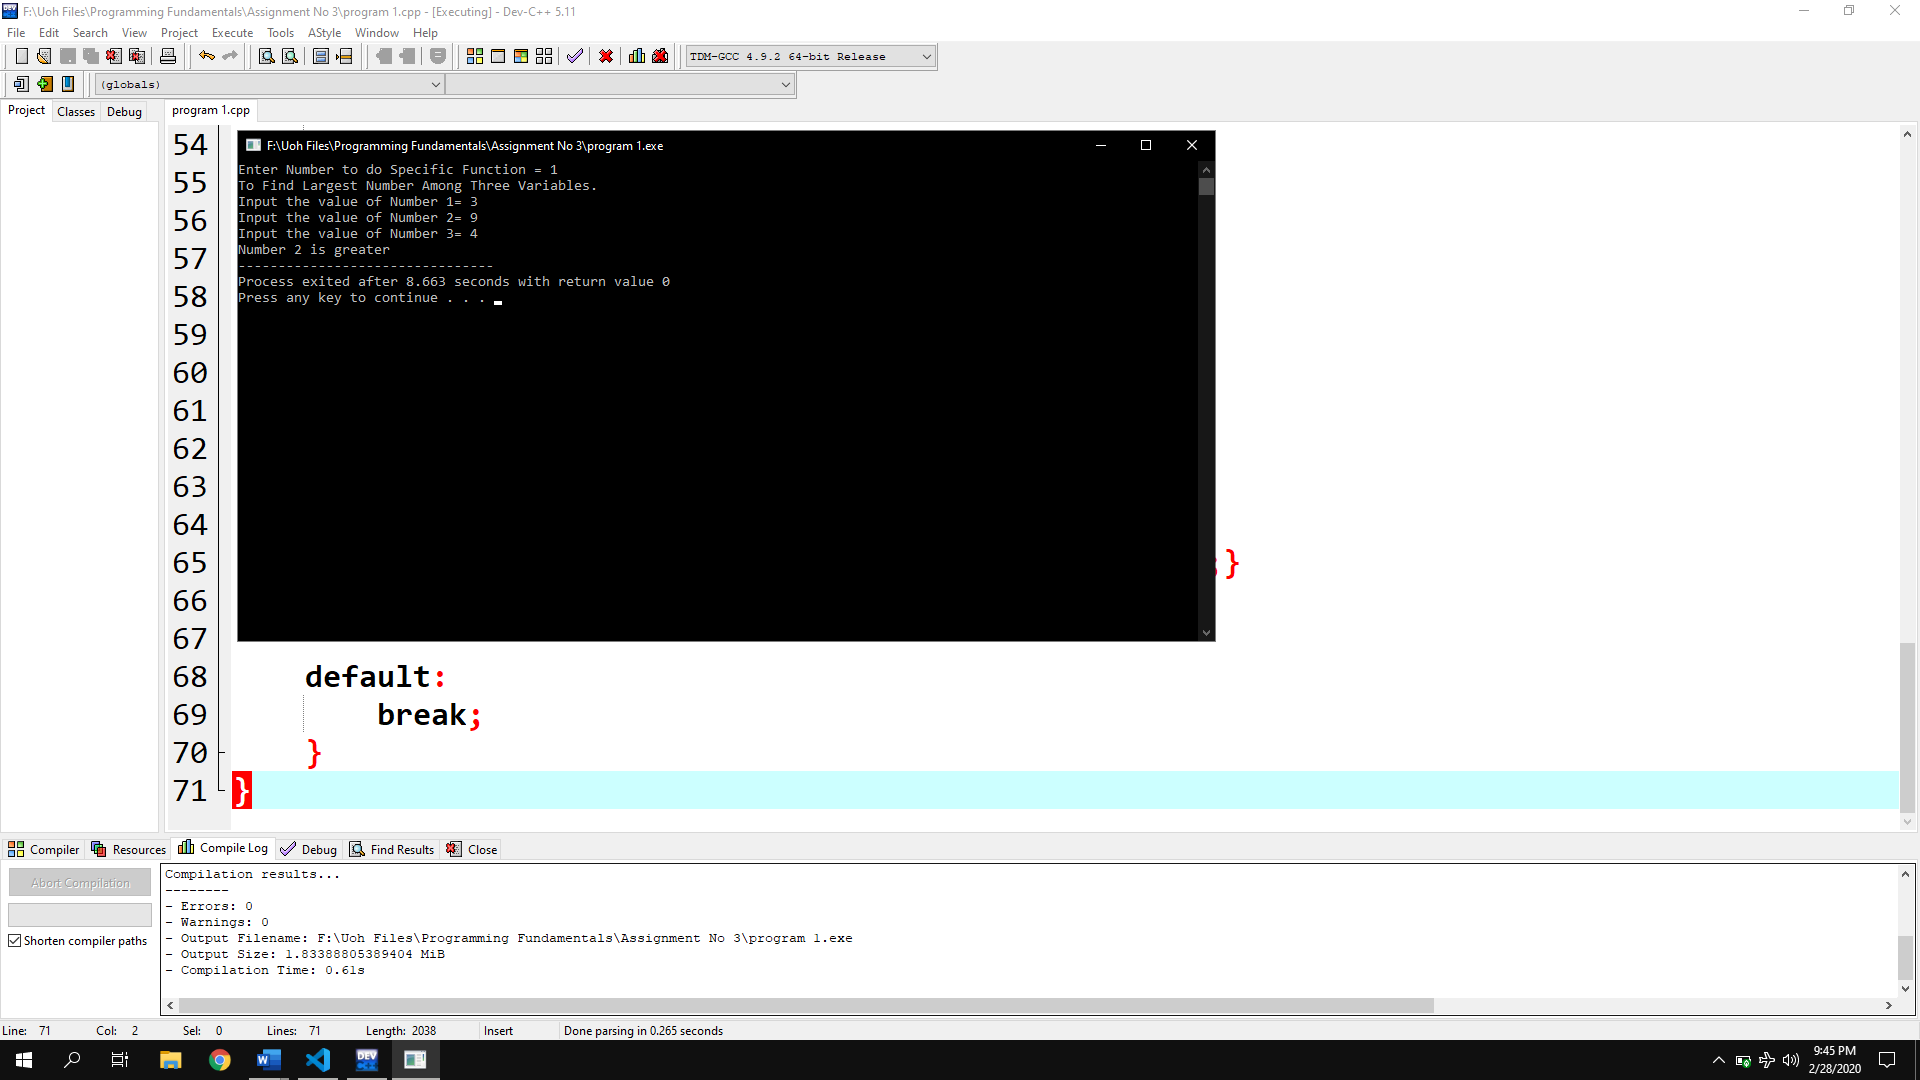 F:\Uoh Files\Programming Fundamentals\Assignment No 3\program 1.cpp - [Executing] - Dev-C++ 5.11
File Edit Search View Project Execute Tools AStyle Window Help
TDM-GCC 4.9.2 64-bit Release
(globals)
Project Classes Debug
program 1.cpp
F:\Uoh Files\Programming Fundamentals\Assignment No 3\program 1.exe
Enter Number to do Specific Function = 1
To Find Largest Number Among Three Variables.
Input the value of Number 1= 3
Input the value of Number 2= 9
Input the value of Number 3= 4
Number 2 is greater
--------------------------------
Process exited after 8.663 seconds with return value 0
Press any key to continue . . .
54
55
56
57
58
59
60
61
62
63
64
65 ;}
66
67
68 default:
69 break;
70 }
71 }
Compiler Resources Compile Log Debug Find Results Close
Abort Compilation
Shorten compiler paths
Compilation results...
--------
- Errors: 0
- Warnings: 0
- Output Filename: F:\Uoh Files\Programming Fundamentals\Assignment No 3\program 1.exe
- Output Size: 1.83388805389404 MiB
- Compilation Time: 0.61s
Line: 71 Col: 2 Sel: 0 Lines: 71 Length: 2038 Insert Done parsing in 0.265 seconds
DEV
9:45 PM
2/28/2020